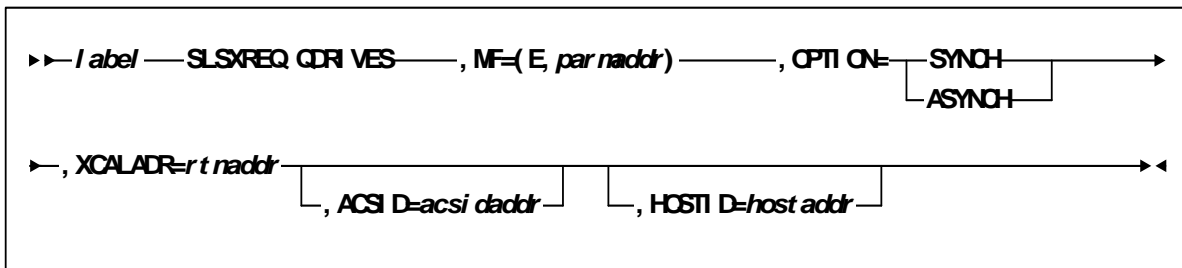 label SLSXREQ QDRIVES , MF=(E, parmaddr) , OPTION= SYNCH
ASYNCH
, XCALADR=rtnaddr
, ACSID=acsidaddr , HOSTID=hostaddr